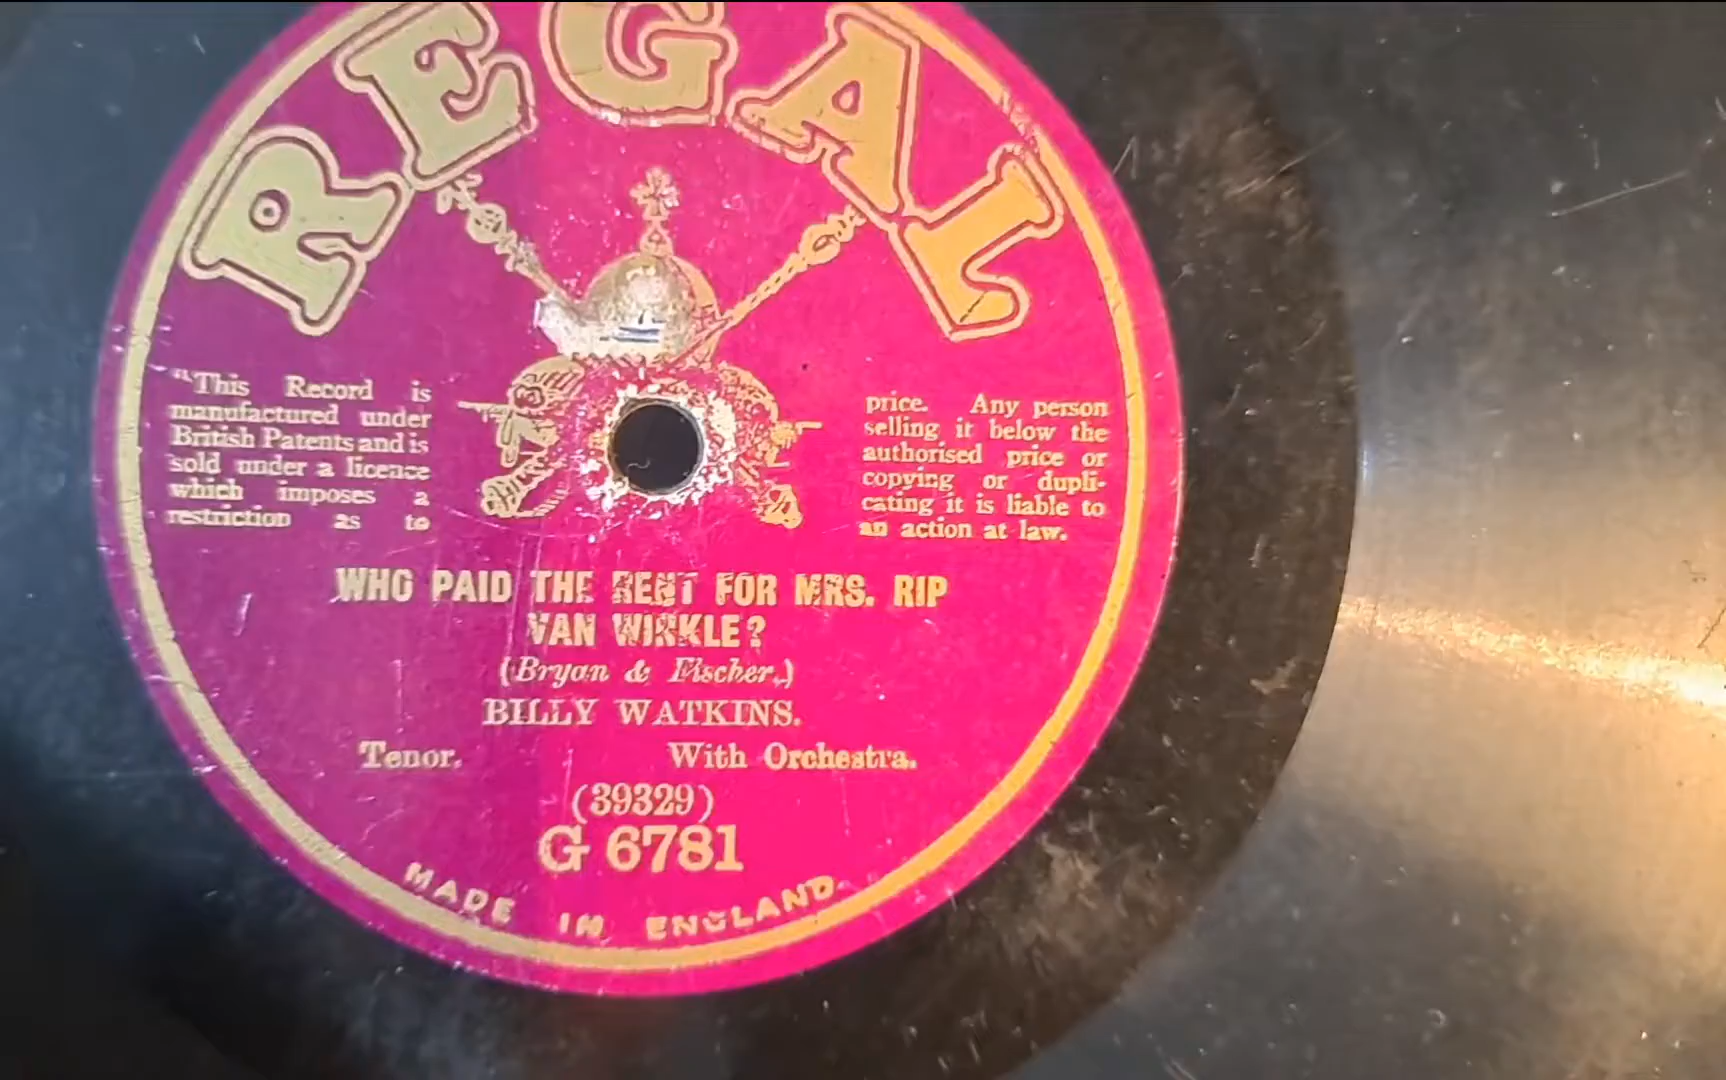 REGAL
"This Record is
manufactured under
British Patents and is
sold under a licence
which imposes a
restriction as to
price. Any person
selling it below the
authorised price or
copying or dupli-
cating it is liable to
an action at law.
WHO PAID THE RENT FOR MRS. RIP
VAN WINKLE?
(Bryan & Fischer.)
BILLY WATKINS.
Tenor. With Orchestra.
(39329)
G 6781
MADE IN ENGLAND